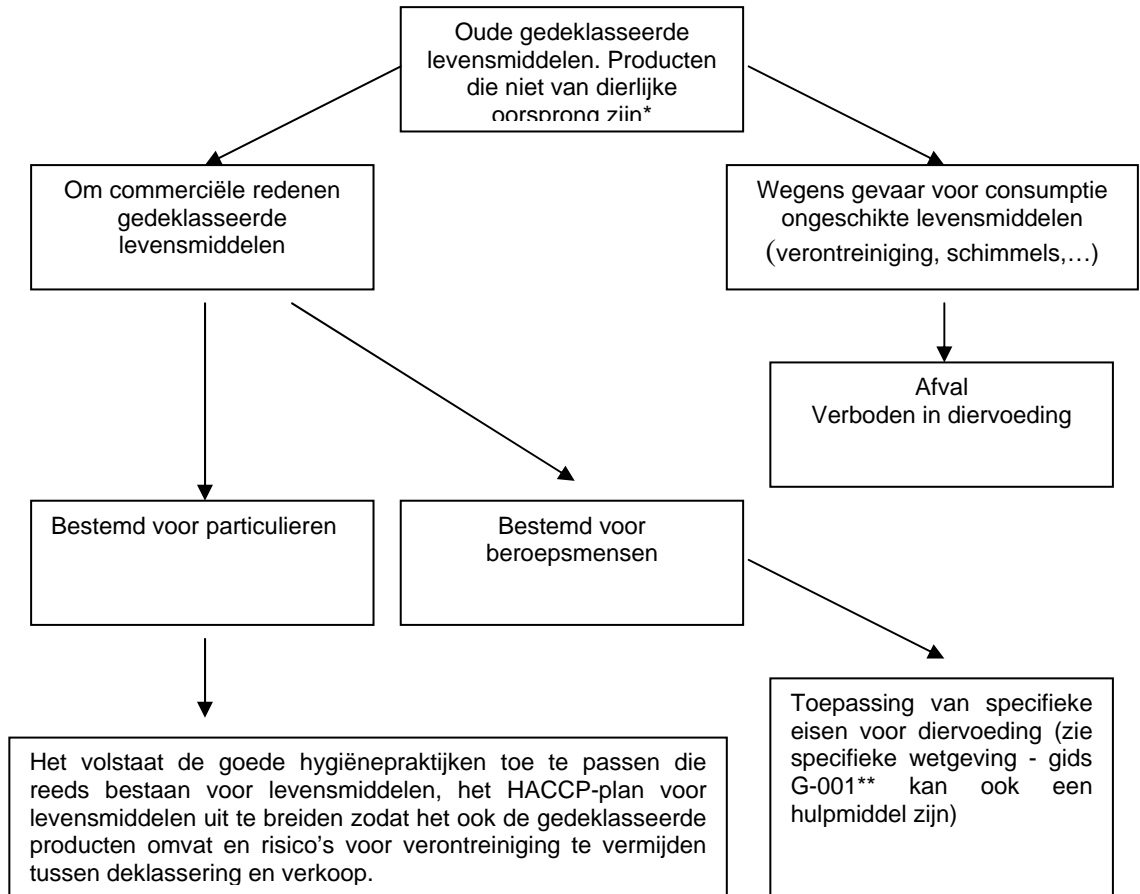 Oude gedeklasseerde
levensmiddelen. Producten
die niet van dierlijke
oorsprong zijn*
Om commerciële redenen
gedeklasseerde
levensmiddelen
Wegens gevaar voor consumptie
ongeschikte levensmiddelen
(verontreiniging, schimmels,…)
Afval
Verboden in diervoeding
Bestemd voor particulieren
Bestemd voor
beroepsmensen
Toepassing van specifieke
eisen voor diervoeding (zie
specifieke wetgeving - gids
G-001** kan ook een
hulpmiddel zijn)
Het volstaat de goede hygiënepraktijken toe te passen die
reeds bestaan voor levensmiddelen, het HACCP-plan voor
levensmiddelen uit te breiden zodat het ook de gedeklasseerde
producten omvat en risico's voor verontreiniging te vermijden
tussen deklassering en verkoop.